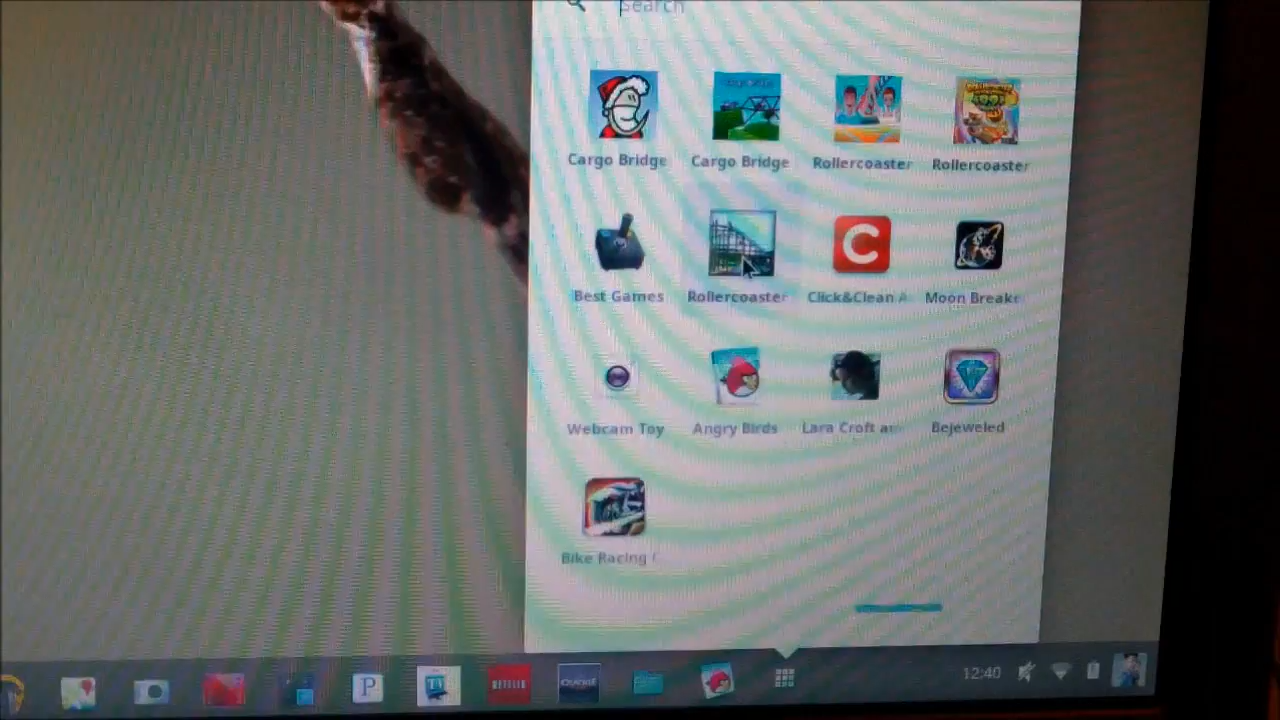 Search
Cargo Bridge
Cargo Bridge
Rollercoaster
Rollercoaster
Best Games
Rollercoaster
C
Click&Clean A
Moon Breake
Webcam Toy
Angry Birds
Lara Croft an
Bejeweled
Bike Racing
P
NETFLIX
CRACKLE
12:40